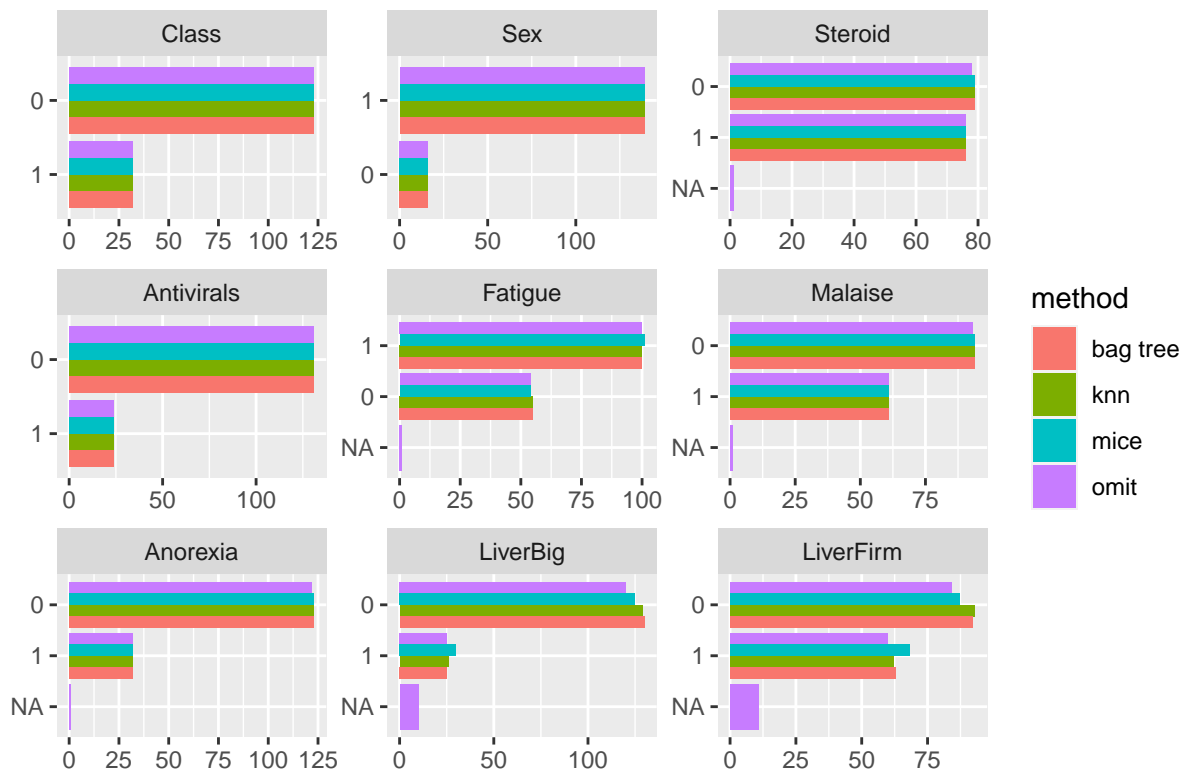 Class
Sex
Steroid
0
1
0 25 50 75 100 125
1
0
0 50 100
0
1
NA
0 20 40 60 80
Antivirals
Fatigue
Malaise
0
1
0 50 100
1
0
NA
0 25 50 75 100
0
1
NA
0 25 50 75
Anorexia
LiverBig
LiverFirm
0
1
NA
0 25 50 75 100 125
0
1
NA
0 50 100
0
1
NA
0 25 50 75
method
bag tree
knn
mice
omit